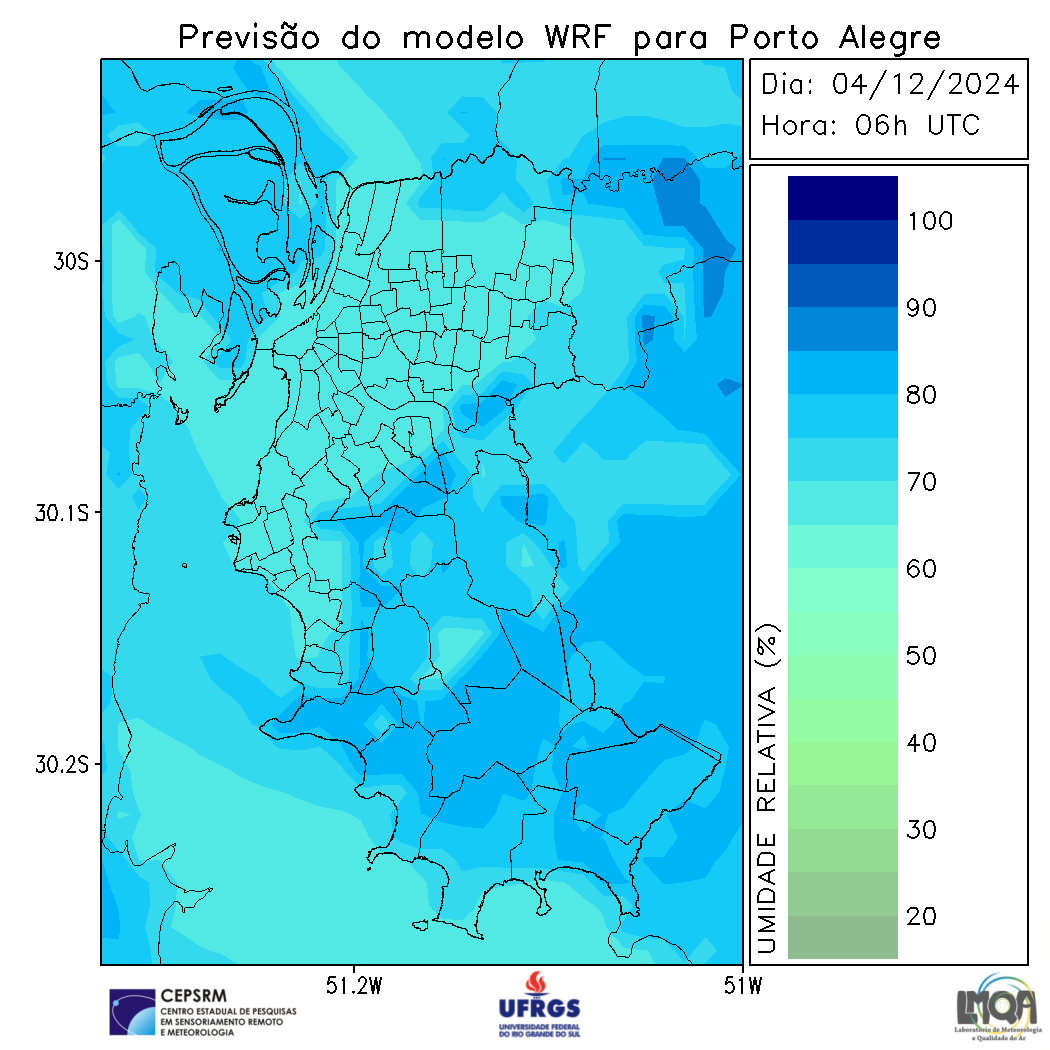 Previsão do modelo WRF para Porto Alegre
Dia: 04/12/2024
Hora: 06h UTC
30S
30.1S
30.2S
51.2W
51W
100
90
80
70
60
50
40
30
20
UMIDADE RELATIVA (%)
CEPSRM
CENTRO ESTADUAL DE PESQUISAS
EM SENSORIAMENTO REMOTO
E METEOROLOGIA
UFRGS
UNIVERSIDADE FEDERAL
DO RIO GRANDE DO SUL
LMQA
Laboratório de Meteorologia
e Qualidade do Ar